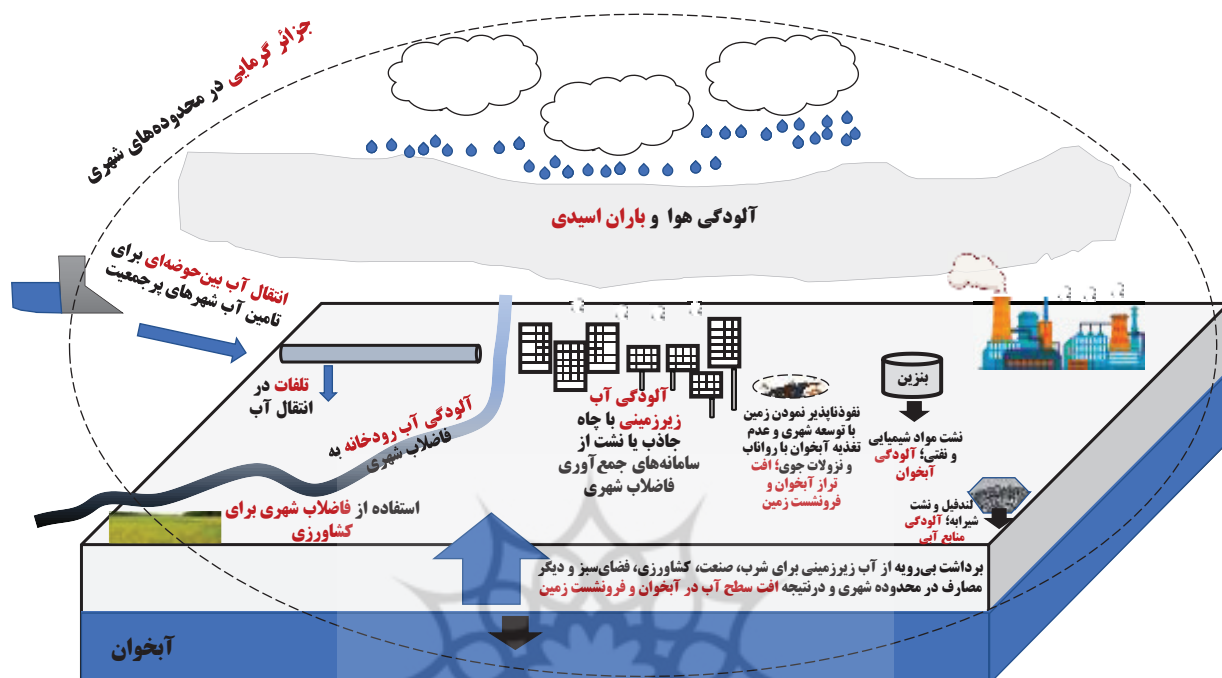 جزائر گرمایی در محدوده‌های شهری
آلودگی هوا و باران اسیدی
انتقال آب بین‌حوضه‌ای برای
تامین آب شهرهای پرجمعیت
تلفات در
انتقال آب
آلودگی آب رودخانه به
فاضلاب شهری
استفاده از فاضلاب شهری برای
کشاورزی
آلودگی آب
زیرزمینی با چاه
جاذب یا نشت از
سامانه‌های جمع‌آوری
فاضلاب شهری
نفوذناپذیر نمودن زمین
با توسعه شهری و عدم
تغذیه آبخوان با رواناب
و نزولات جوی؛ افت
تراز آبخوان و
فرونشست زمین
بنزین
نشت مواد شیمیایی
و نفتی؛ آلودگی
آبخوان
لندفیل و نشت
شیرابه؛ آلودگی
منابع آبی
برداشت بی‌رویه از آب زیرزمینی برای شرب، صنعت، کشاورزی، فضای‌سبز و دیگر
مصارف در محدوده شهری و درنتیجه افت سطح آب در آبخوان و فرونشست زمین
آبخوان